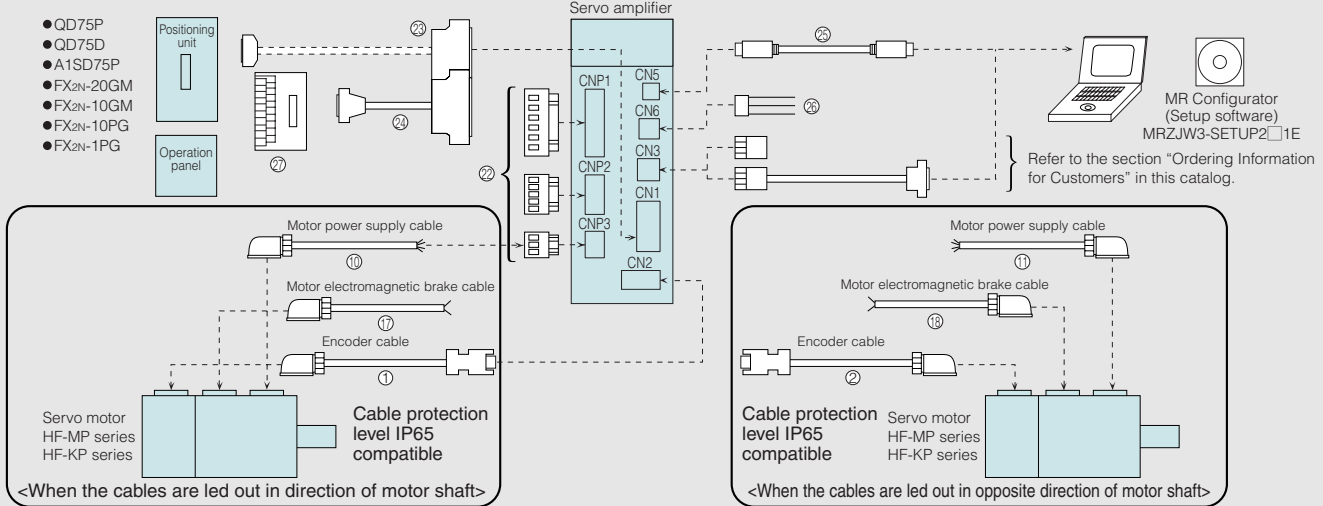 ●QD75P
●QD75D
●A1SD75P
●FX2N-20GM
●FX2N-10GM
●FX2N-10PG
●FX2N-1PG
Positioning
unit
Operation
panel
㉗
㉓
㉔
㉒
Servo amplifier
CNP1
CNP2
CNP3
CN5
CN6
CN3
CN1
CN2
㉕
㉖
MR Configurator
(Setup software)
MRZJW3-SETUP2□1E
Refer to the section “Ordering Information
for Customers” in this catalog.
Motor power supply cable
⑩
Motor electromagnetic brake cable
⑰
Encoder cable
①
Servo motor
HF-MP series
HF-KP series
Cable protection
level IP65
compatible
<When the cables are led out in direction of motor shaft>
Motor power supply cable
⑪
Motor electromagnetic brake cable
⑱
Encoder cable
②
Cable protection
level IP65
compatible
Servo motor
HF-MP series
HF-KP series
<When the cables are led out in opposite direction of motor shaft>